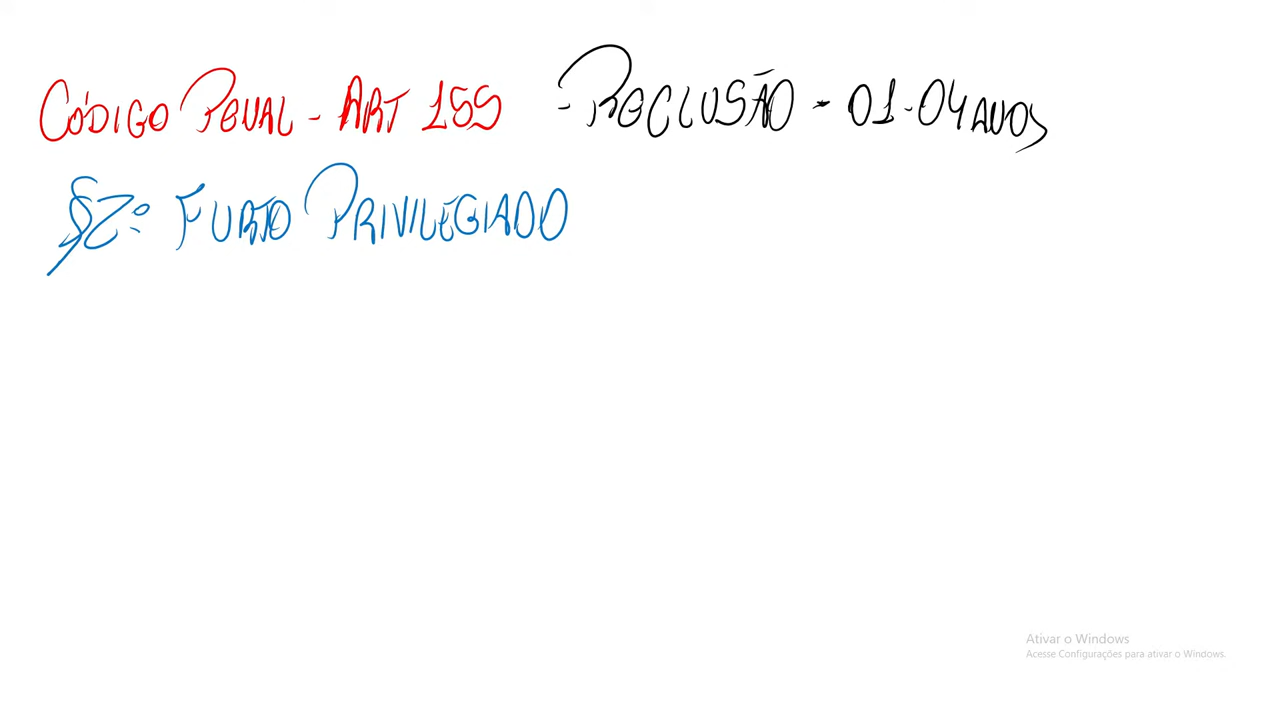 CÓDIGO PENAL - ART 155 - RECLUSÃO - 01-04 ANOS
§2º FURTO PRIVILEGIADO
Ativar o Windows
Acesse Configurações para ativar o Windows.